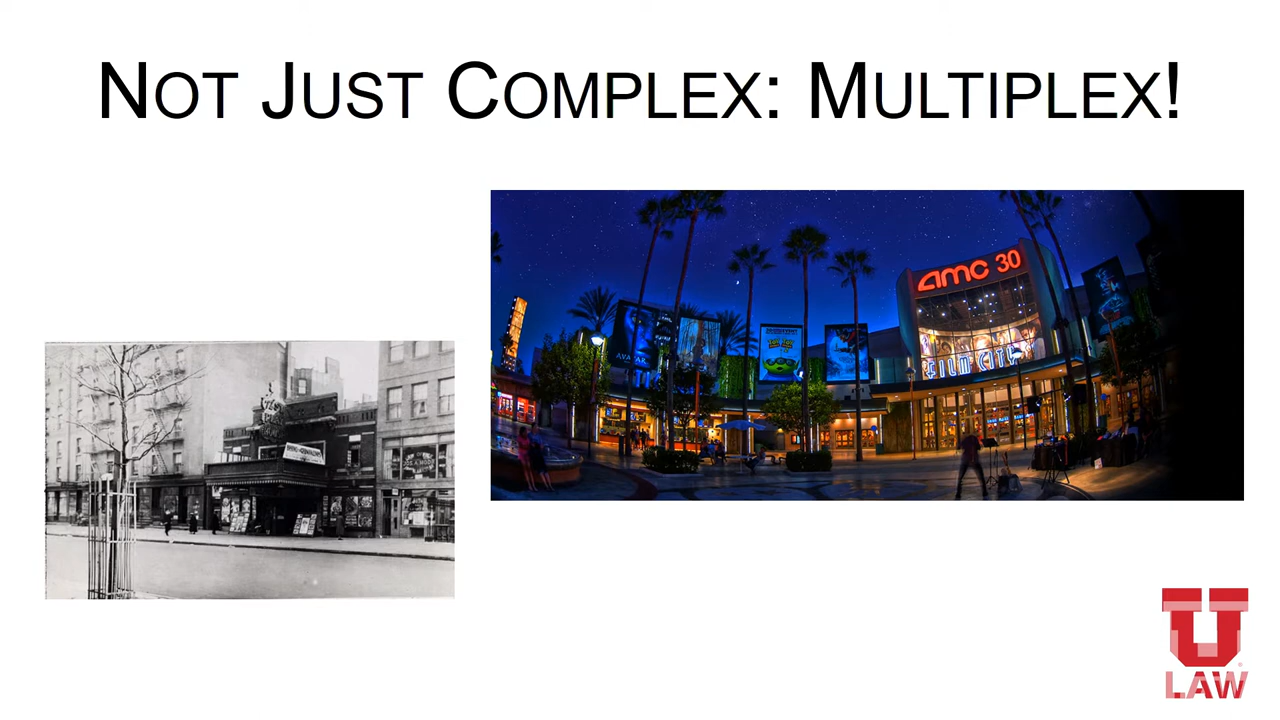 NOT JUST COMPLEX: MULTIPLEX!
amc 30
AVATAR
FILM CITY
U
LAW